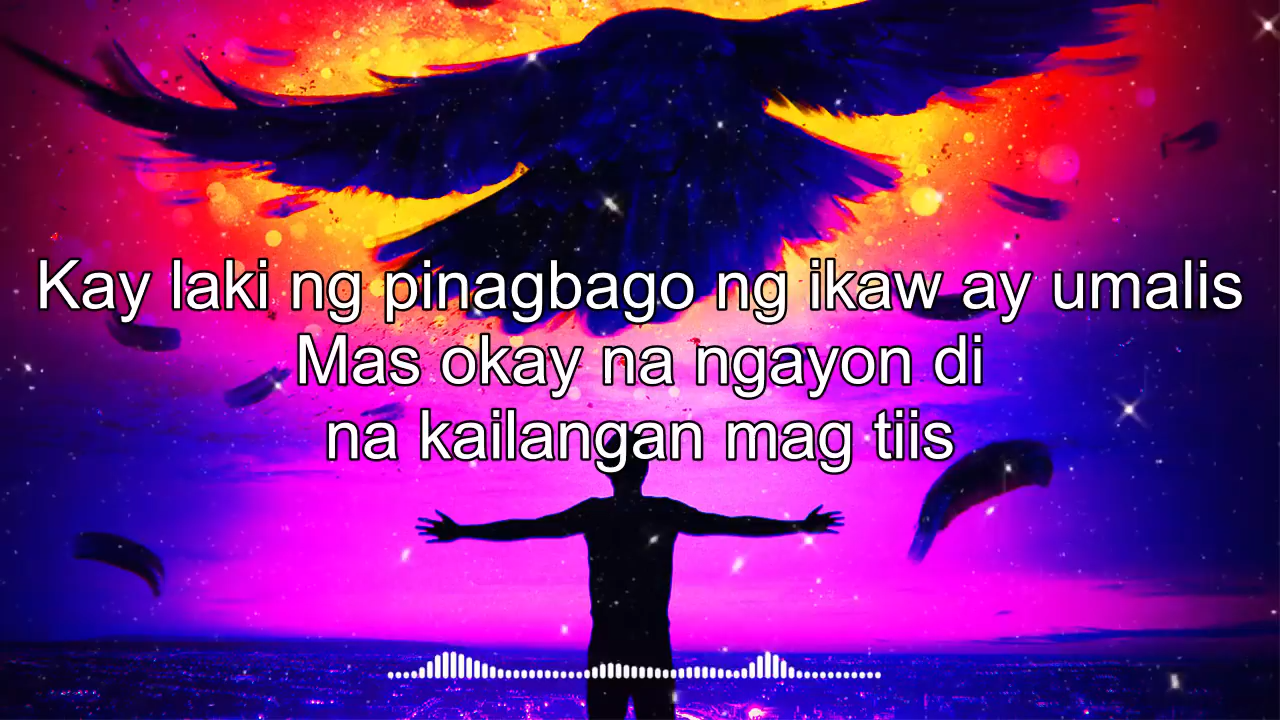 Kay laki ng pinagbago ng ikaw ay umalis
Mas okay na ngayon di
na kailangan mag tiis